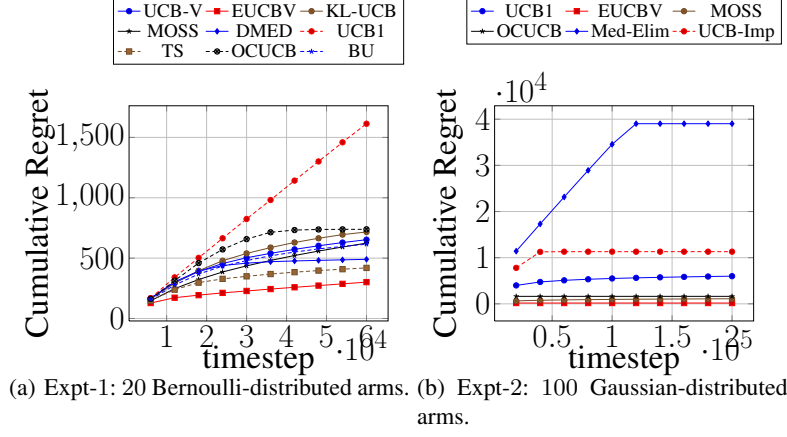 UCB-V EUCBV KL-UCB
MOSS DMED UCB1
TS OCUCB BU
Cumulative Regret
1,500
1,000
500
0
1 2 3 4 5 6
timestep
·10^4
(a) Expt-1: 20 Bernoulli-distributed arms.
UCB1 EUCBV MOSS
OCUCB Med-Elim UCB-Imp
·10^4
Cumulative Regret
4
3
2
1
0
0.5 1 1.5 2 2.5
timestep
·10^5
(b) Expt-2: 100 Gaussian-distributed
arms.